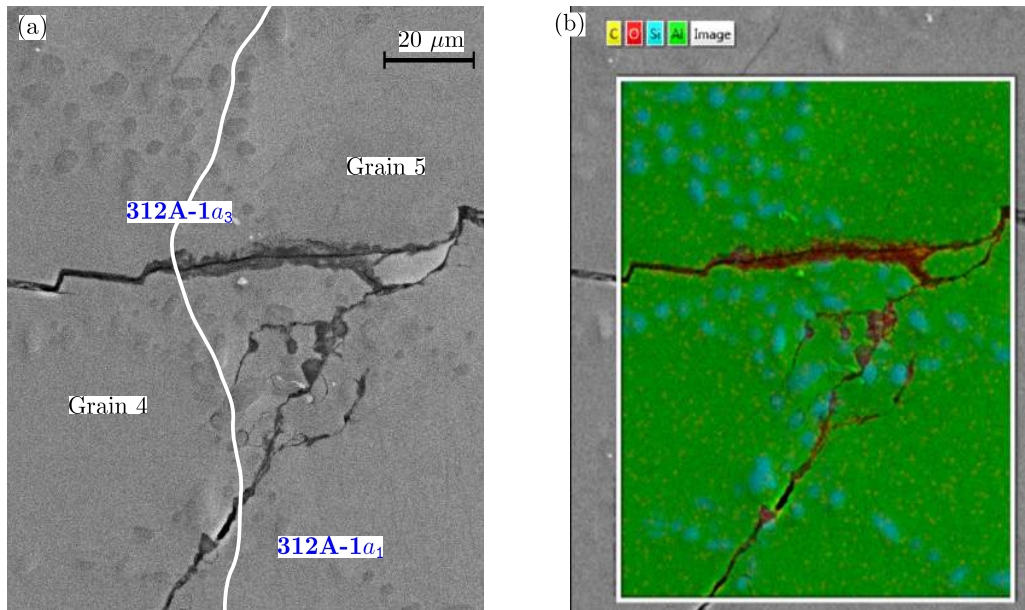 (a)
20 μm
Grain 5
312A-1a₃
Grain 4
312A-1a₁
(b)
C O Si Al Image